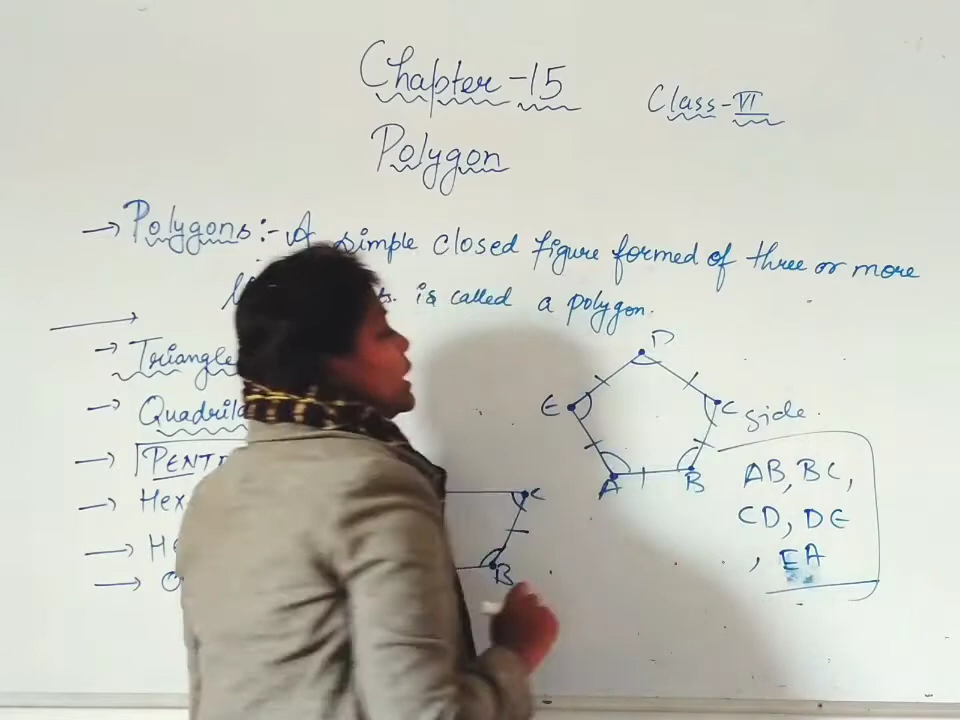 Chapter-15
Class-VI
Polygon
→ Polygons:- A simple closed figure formed of three or more
is called a polygon.
→ Triangle
→ Quadrila
→ PENT
→ Hex
→ He
→ O
D
E
C
A
B
side.
AB, BC,
CD, DE
, EA
C
B